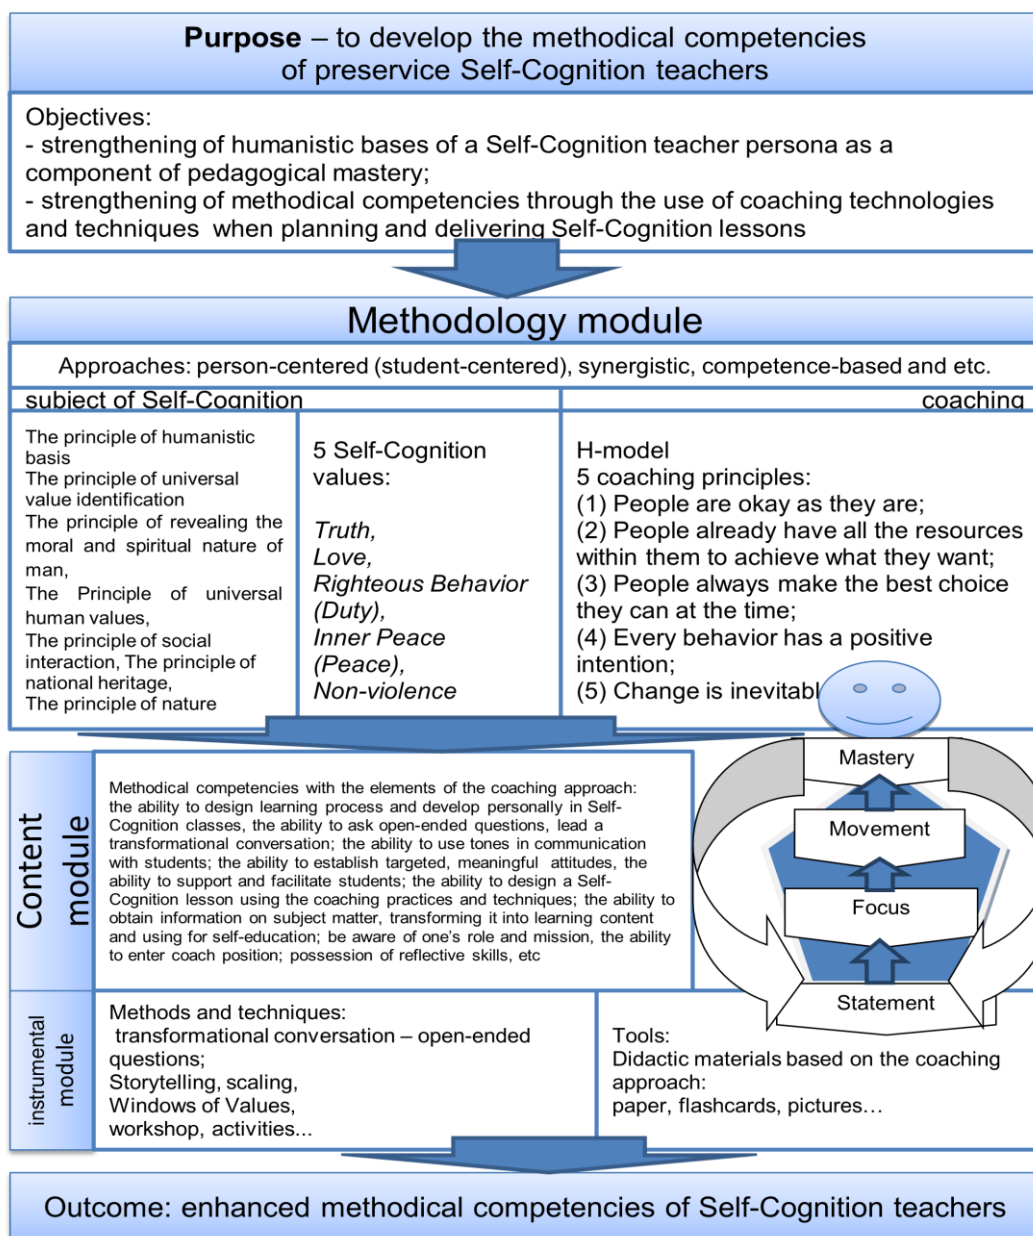 Purpose – to develop the methodical competencies
of preservice Self-Cognition teachers
Objectives:
- strengthening of humanistic bases of a Self-Cognition teacher persona as a
component of pedagogical mastery;
- strengthening of methodical competencies through the use of coaching technologies
and techniques when planning and delivering Self-Cognition lessons
Methodology module
Approaches: person-centered (student-centered), synergistic, competence-based and etc.
subject of Self-Cognition
coaching
The principle of humanistic
basis
The principle of universal
value identification
The principle of revealing the
moral and spiritual nature of
man,
The Principle of universal
human values,
The principle of social
interaction, The principle of
national heritage,
The principle of nature
5 Self-Cognition
values:
Truth,
Love,
Righteous Behavior
(Duty),
Inner Peace
(Peace),
Non-violence
H-model
5 coaching principles:
(1) People are okay as they are;
(2) People already have all the resources
within them to achieve what they want;
(3) People always make the best choice
they can at the time;
(4) Every behavior has a positive
intention;
(5) Change is inevitabl
Content
module
Methodical competencies with the elements of the coaching approach:
the ability to design learning process and develop personally in Self-
Cognition classes, the ability to ask open-ended questions, lead a
transformational conversation; the ability to use tones in communication
with students; the ability to establish targeted, meaningful attitudes, the
ability to support and facilitate students; the ability to design a Self-
Cognition lesson using the coaching practices and techniques; the ability to
obtain information on subject matter, transforming it into learning content
and using for self-education; be aware of one's role and mission, the ability
to enter coach position; possession of reflective skills, etc
Mastery
Movement
Focus
Statement
instrumental
module
Methods and techniques:
transformational conversation – open-ended
questions;
Storytelling, scaling,
Windows of Values,
workshop, activities...
Tools:
Didactic materials based on the coaching
approach:
paper, flashcards, pictures…
Outcome: enhanced methodical competencies of Self-Cognition teachers